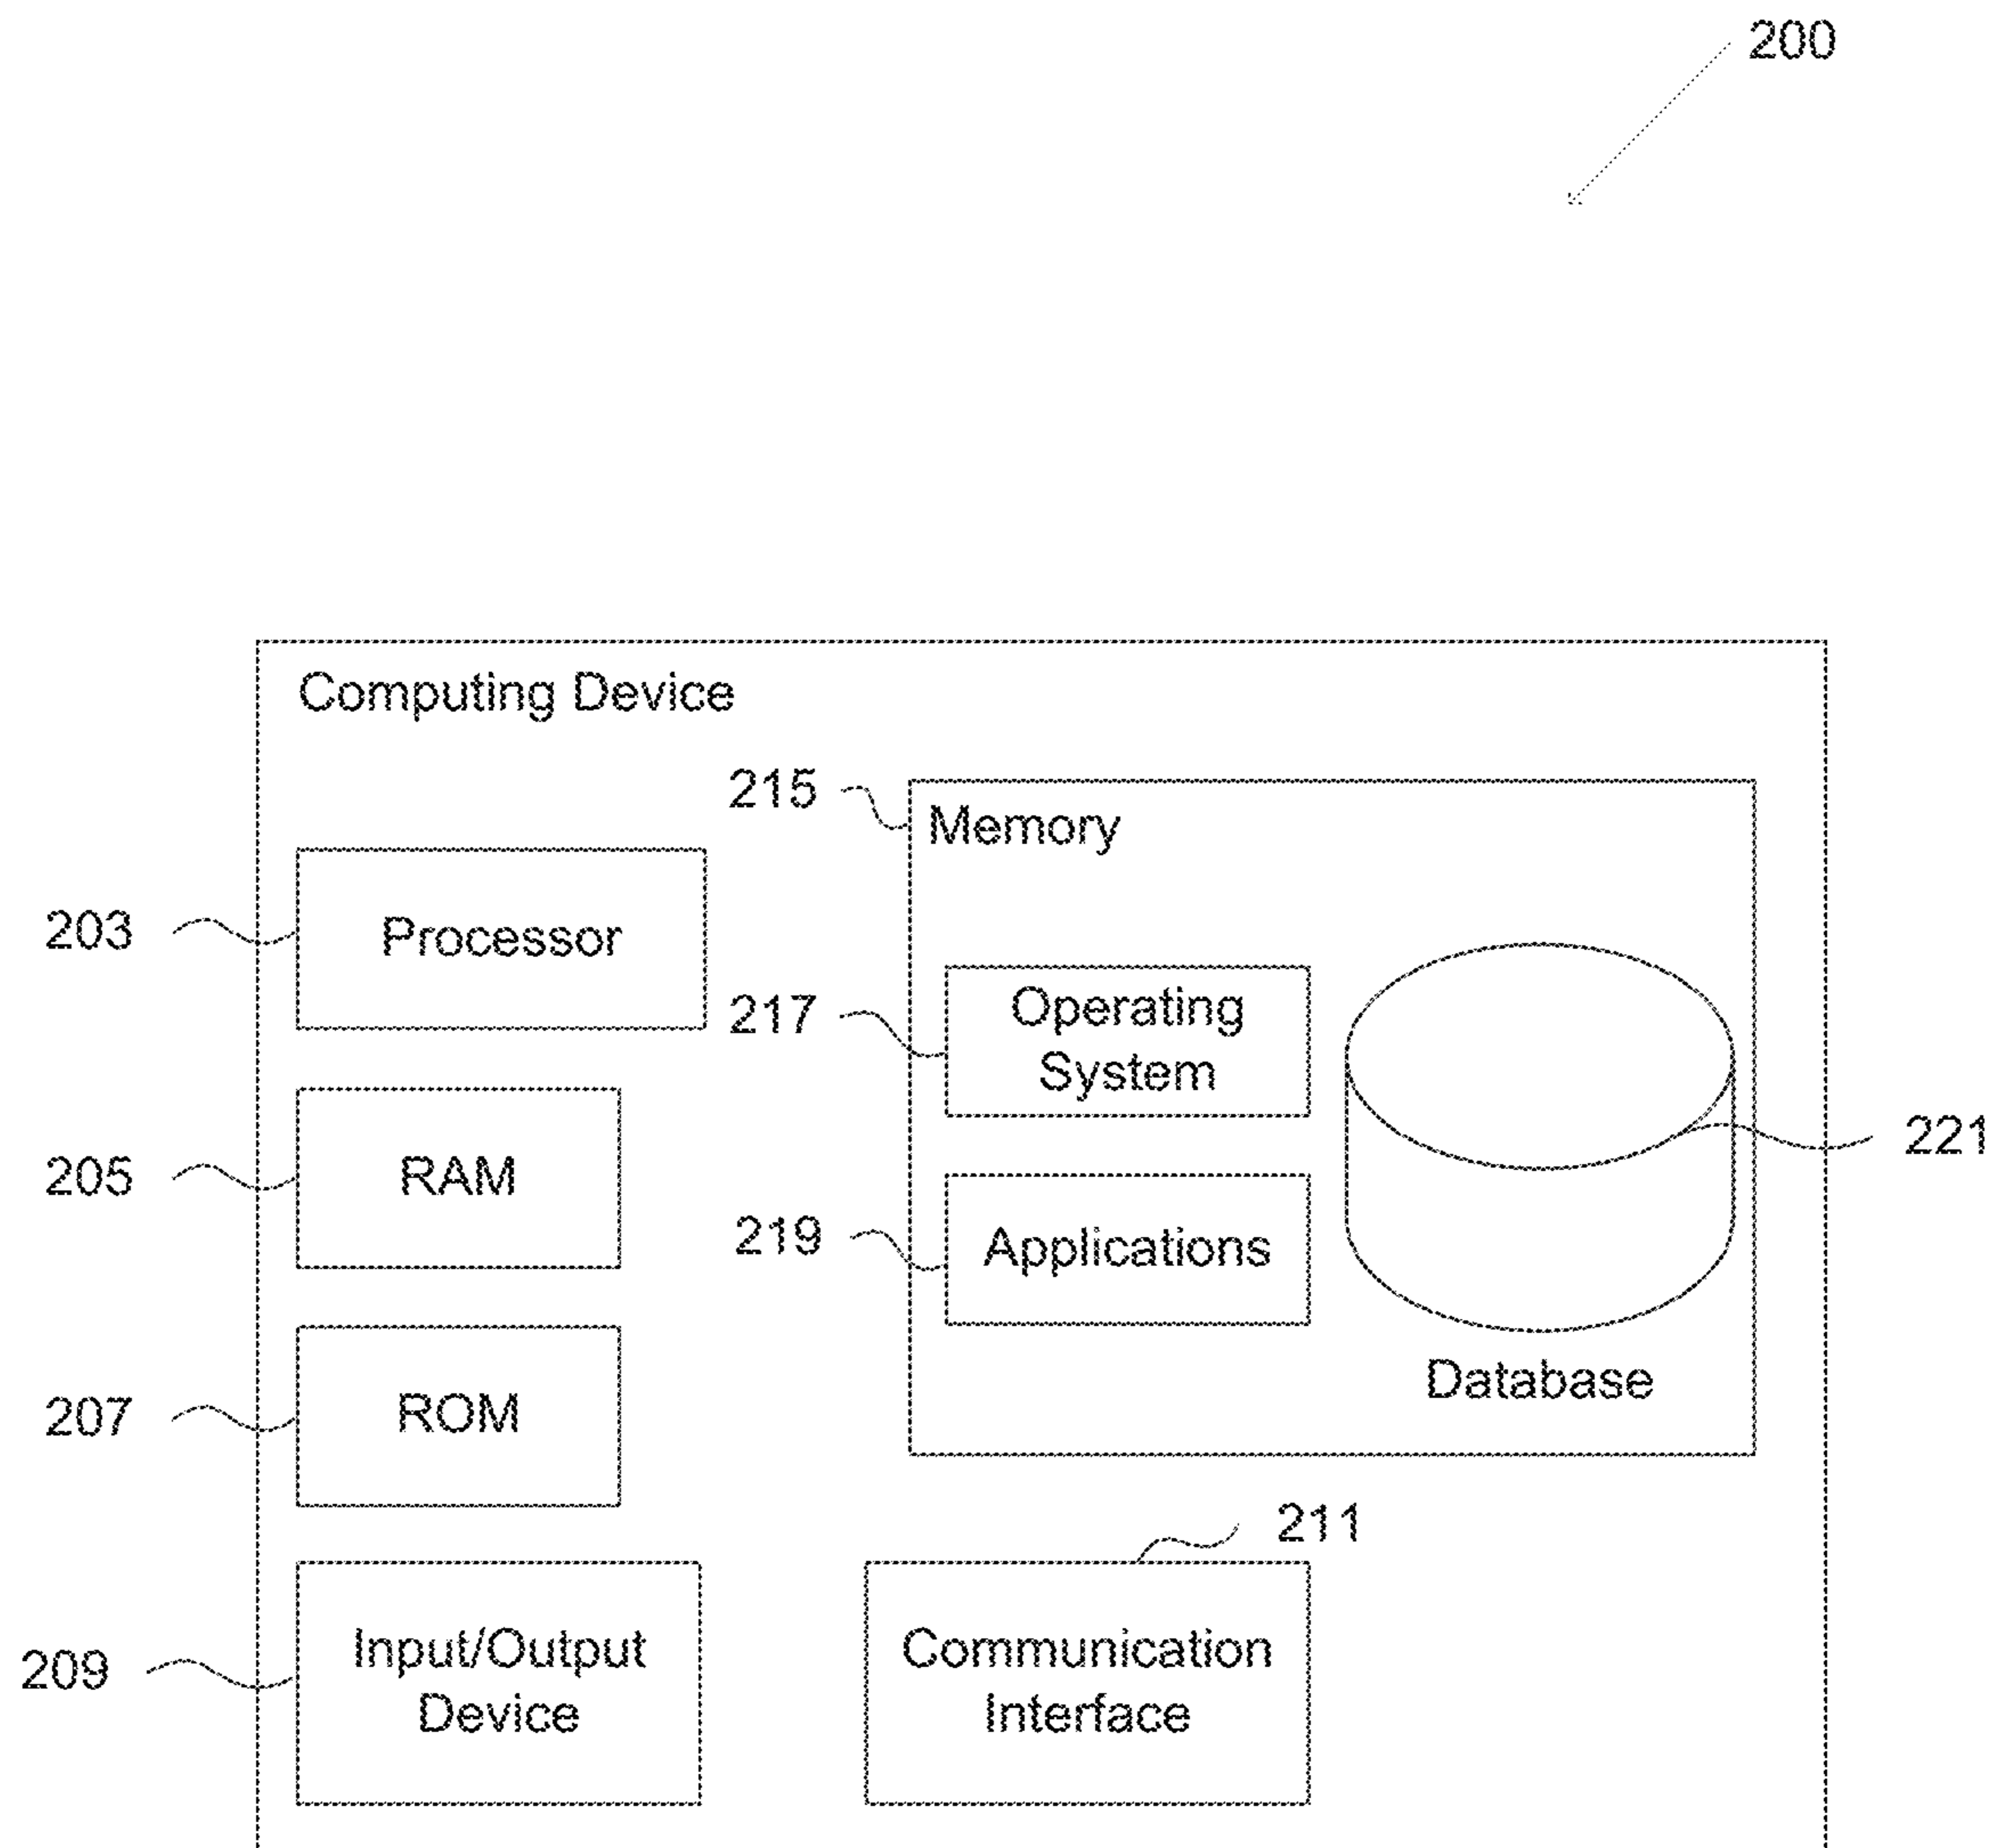 200
Computing Device
215
Memory
203
Processor
217
Operating
System
221
205
RAM
219
Applications
207
ROM
Database
211
209
Input/Output
Device
Communication
Interface